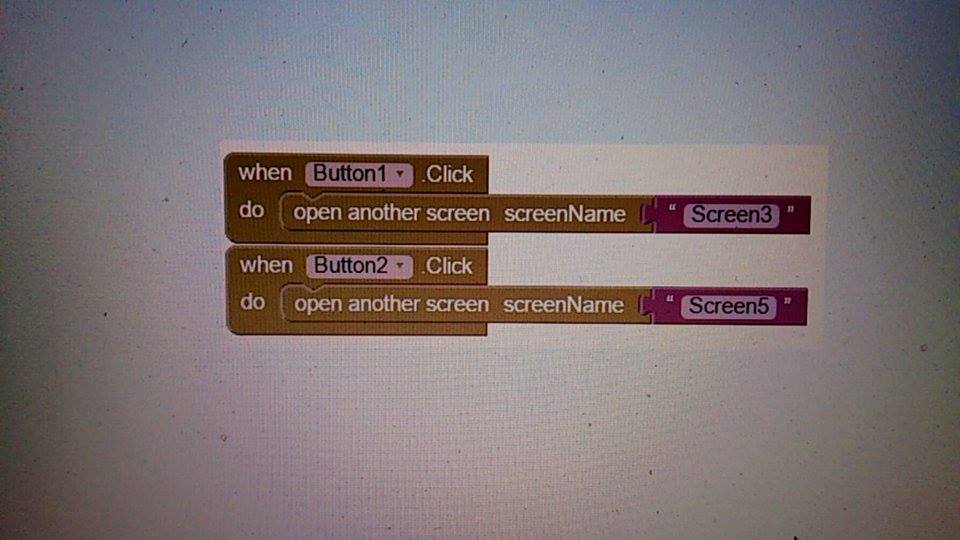 when Button1 .Click
do open another screen screenName " Screen3 "
when Button2 .Click
do open another screen screenName " Screen5 "